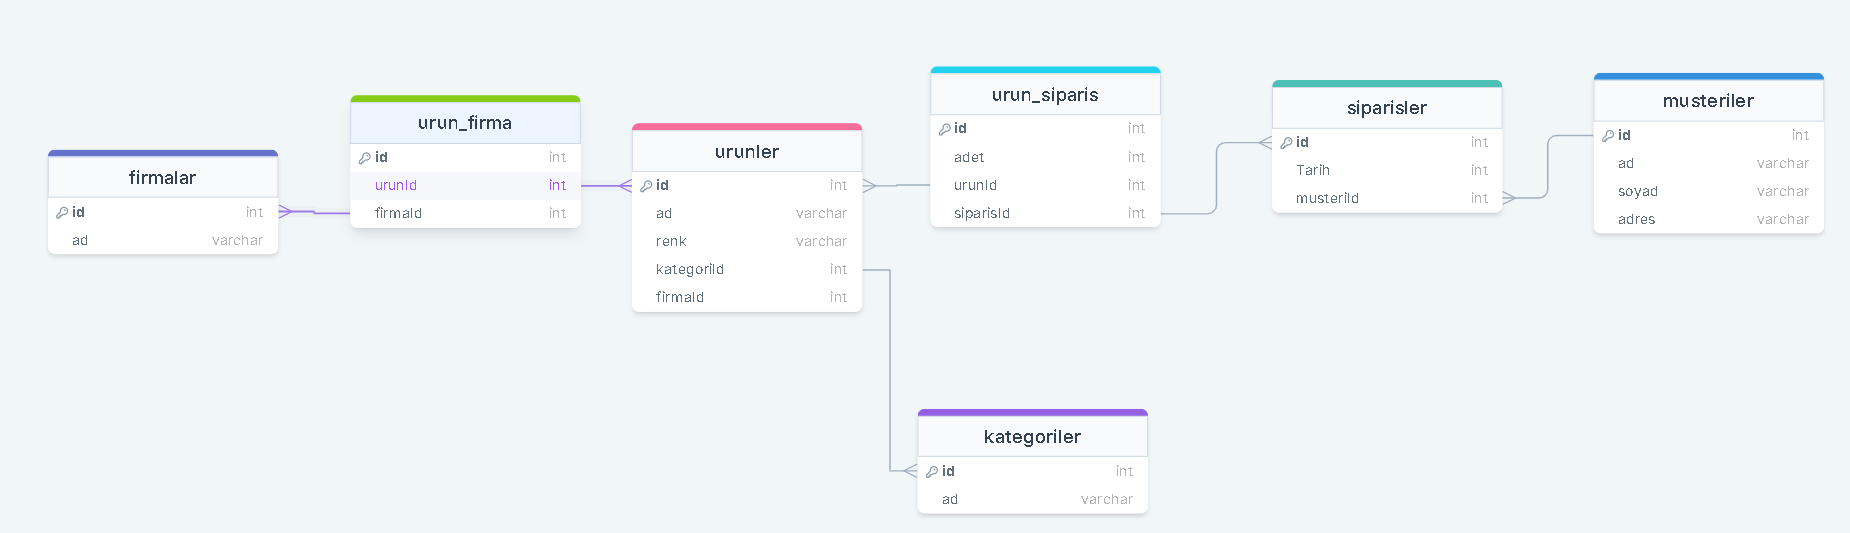 firmalar
id int
ad varchar
urun_firma
id int
urunId int
firmaId int
urunler
id int
ad varchar
renk varchar
kategoriId int
firmaId int
urun_siparis
id int
adet int
urunId int
siparisId int
siparisler
id int
Tarih int
musteriId int
musteriler
id int
ad varchar
soyad varchar
adres varchar
kategoriler
id int
ad varchar